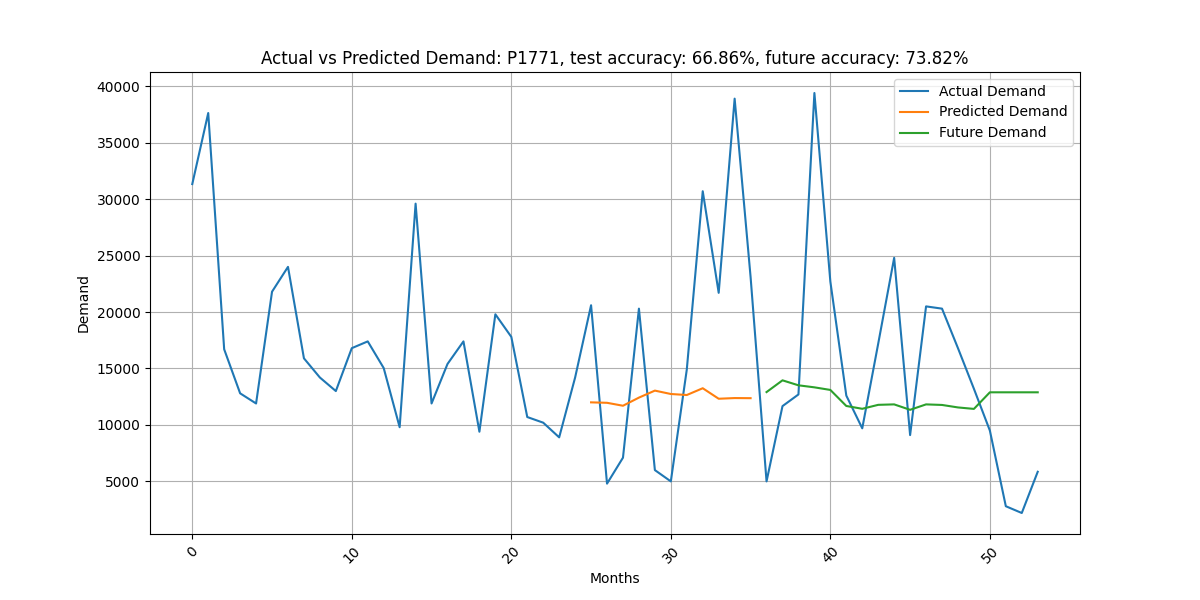 Actual vs Predicted Demand: P1771, test accuracy: 66.86%, future accuracy: 73.82%
Actual Demand
Predicted Demand
Future Demand
40000
35000
30000
25000
20000
15000
10000
5000
Demand
0
10
20
30
40
50
Months